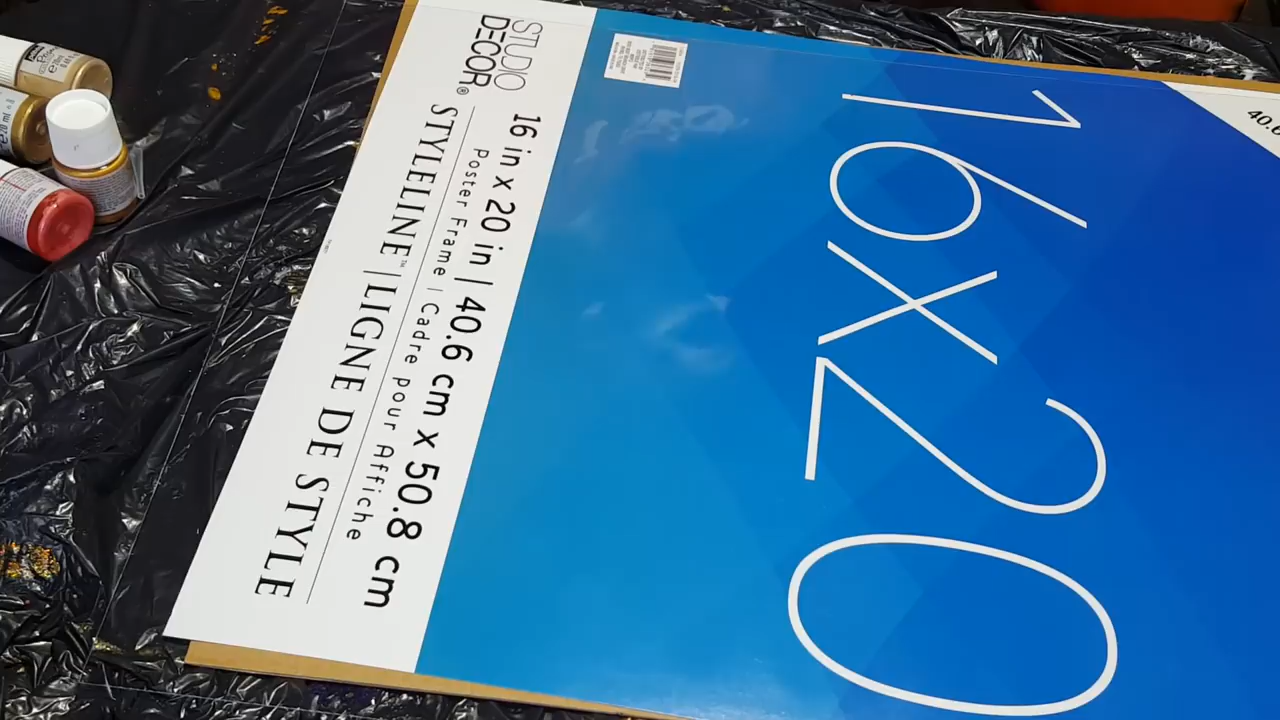 STUDIO
DECOR®
16 in x 20 in | 40.6 cm x 50.8 cm
Poster Frame | Cadre pour Affiche
STYLELINE™ | LIGNE DE STYLE
16x20